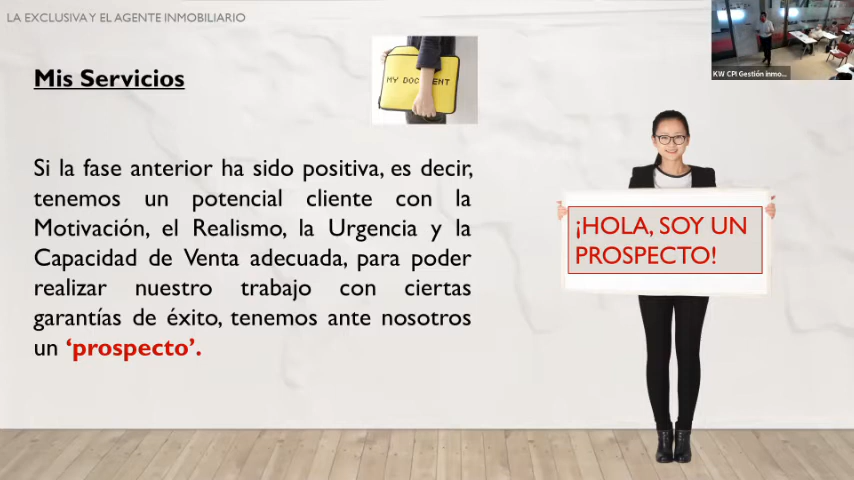 LA EXCLUSIVA Y EL AGENTE INMOBILIARIO
KW CPI Gestión inmo...
Mis Servicios
MY DOCUMENT
Si la fase anterior ha sido positiva, es decir,
tenemos un potencial cliente con la
Motivación, el Realismo, la Urgencia y la
Capacidad de Venta adecuada, para poder
realizar nuestro trabajo con ciertas
garantías de éxito, tenemos ante nosotros
un ‘prospecto’.
¡HOLA, SOY UN
PROSPECTO!